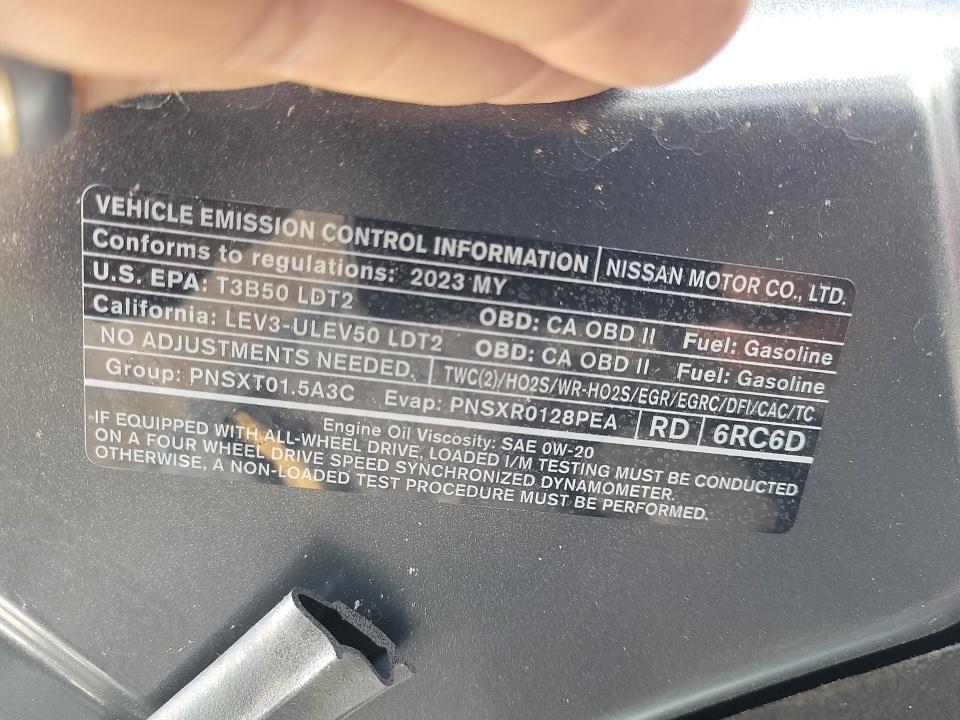 VEHICLE EMISSION CONTROL INFORMATION NISSAN MOTOR CO., LTD.
Conforms to regulations: 2023 MY
U.S. EPA: T3B50 LDT2 OBD: CA OBD II Fuel: Gasoline
California: LEV3-ULEV50 LDT2 OBD: CA OBD II Fuel: Gasoline
NO ADJUSTMENTS NEEDED. TWC(2)/HO2S/WR-HO2S/EGR/EGRC/DFI/CAC/TC
Group: PNSXT01.5A3C Evap: PNSXR0128PEA RD 6RC6D
Engine Oil Viscosity: SAE 0W-20
IF EQUIPPED WITH ALL-WHEEL DRIVE, LOADED I/M TESTING MUST BE CONDUCTED
ON A FOUR WHEEL DRIVE SPEED SYNCHRONIZED DYNAMOMETER.
OTHERWISE, A NON-LOADED TEST PROCEDURE MUST BE PERFORMED.